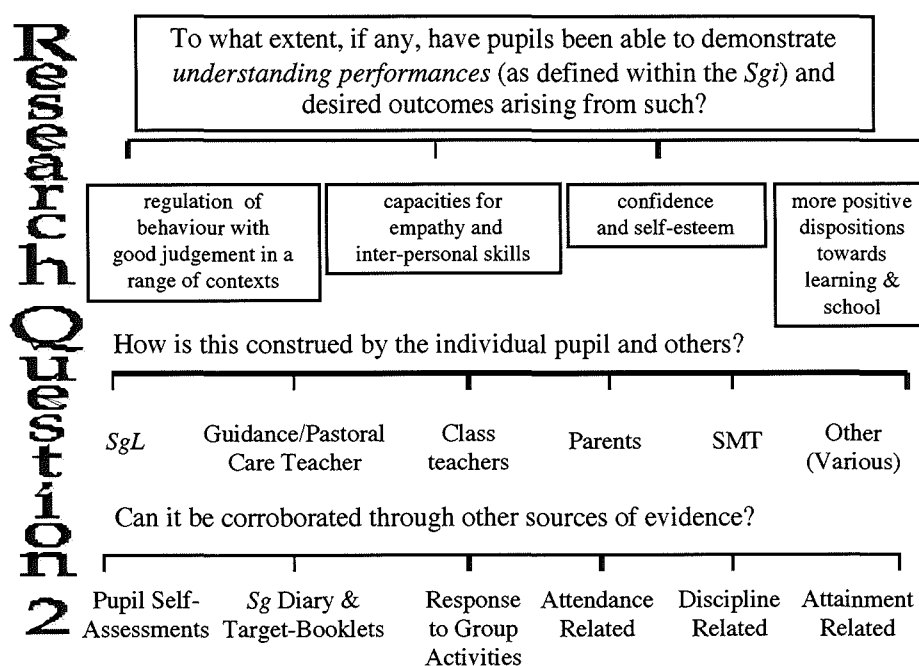 Research Question 2
To what extent, if any, have pupils been able to demonstrate
understanding performances (as defined within the Sgi) and
desired outcomes arising from such?
regulation of
behaviour with
good judgement in a
range of contexts
capacities for
empathy and
inter-personal skills
confidence
and self-esteem
more positive
dispositions
towards
learning &
school
How is this construed by the individual pupil and others?
SgL
Guidance/Pastoral
Care Teacher
Class
teachers
Parents
SMT
Other
(Various)
Can it be corroborated through other sources of evidence?
Pupil Self-
Assessments
Sg Diary &
Target-Booklets
Response
to Group
Activities
Attendance
Related
Discipline
Related
Attainment
Related